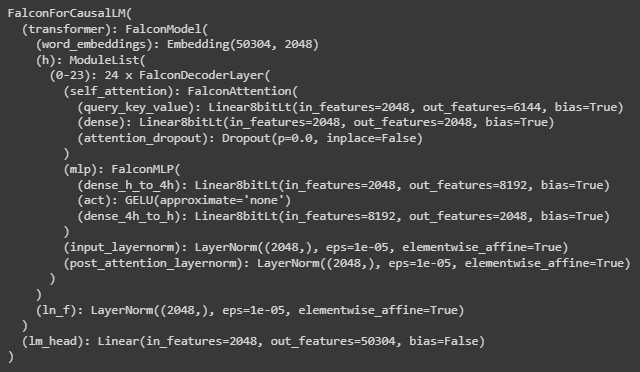 FalconForCausalLM(
  (transformer): FalconModel(
    (word_embeddings): Embedding(50304, 2048)
    (h): ModuleList(
      (0-23): 24 x FalconDecoderLayer(
        (self_attention): FalconAttention(
          (query_key_value): Linear8bitLt(in_features=2048, out_features=6144, bias=True)
          (dense): Linear8bitLt(in_features=2048, out_features=2048, bias=True)
          (attention_dropout): Dropout(p=0.0, inplace=False)
        )
        (mlp): FalconMLP(
          (dense_h_to_4h): Linear8bitLt(in_features=2048, out_features=8192, bias=True)
          (act): GELU(approximate='none')
          (dense_4h_to_h): Linear8bitLt(in_features=8192, out_features=2048, bias=True)
        )
        (input_layernorm): LayerNorm((2048,), eps=1e-05, elementwise_affine=True)
        (post_attention_layernorm): LayerNorm((2048,), eps=1e-05, elementwise_affine=True)
      )
    )
    (ln_f): LayerNorm((2048,), eps=1e-05, elementwise_affine=True)
  )
  (lm_head): Linear(in_features=2048, out_features=50304, bias=False)
)